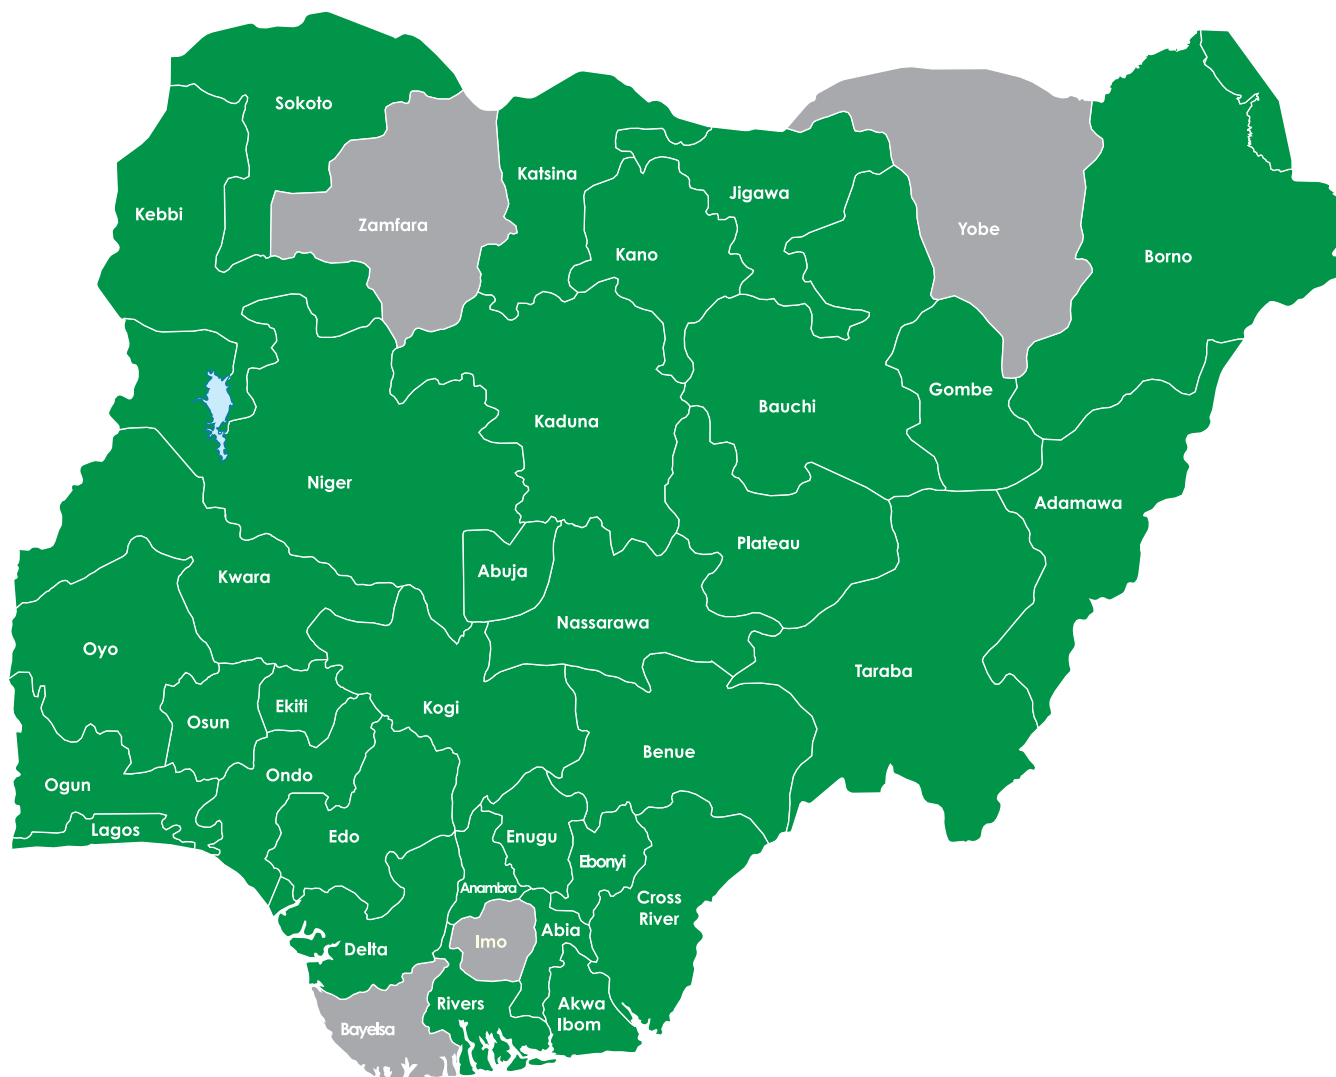 Sokoto
Katsina
Jigawa
Kebbi
Zamfara
Yobe
Kano
Borno
Gombe
Bauchi
Kaduna
Niger
Adamawa
Plateau
Abuja
Kwara
Nassarawa
Oyo
Taraba
Ekiti
Kogi
Osun
Benue
Ondo
Ogun
Lagos
Edo
Enugu
Ebonyi
Anambra
Cross
River
Abia
Imo
Delta
Rivers
Akwa
Ibom
Bayelsa